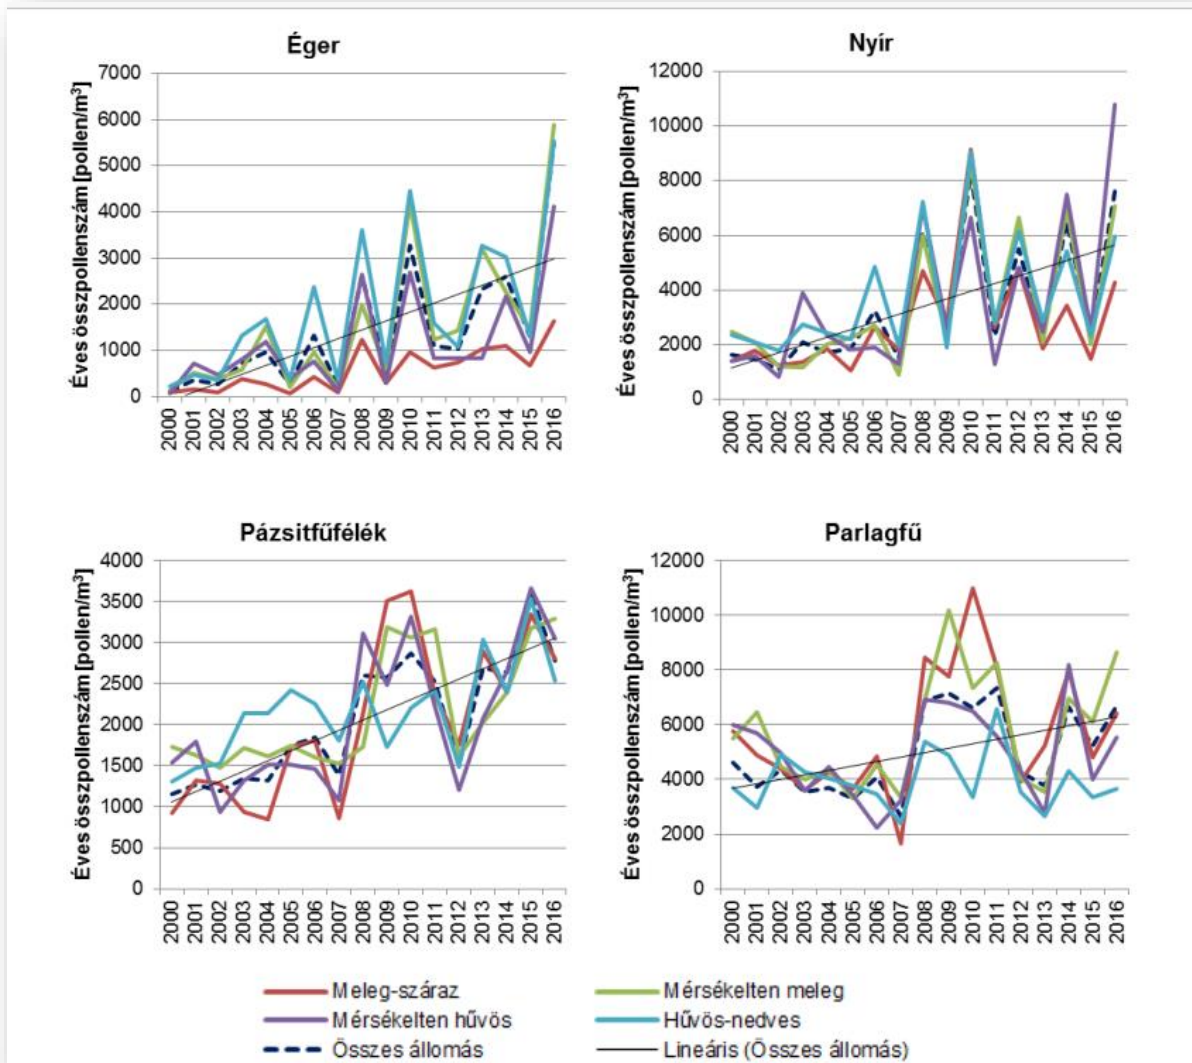 Éger
Éves összpollenszám [pollen/m³]
7000
6000
5000
4000
3000
2000
1000
0
2000 2001 2002 2003 2004 2005 2006 2007 2008 2009 2010 2011 2012 2013 2014 2015 2016
Nyír
Éves összpollenszám [pollen/m³]
12000
10000
8000
6000
4000
2000
0
2000 2001 2002 2003 2004 2005 2006 2007 2008 2009 2010 2011 2012 2013 2014 2015 2016
Pázsitfűfélék
Éves összpollenszám [pollen/m³]
4000
3500
3000
2500
2000
1500
1000
500
0
2000 2001 2002 2003 2004 2005 2006 2007 2008 2009 2010 2011 2012 2013 2014 2015 2016
Parlagfű
Éves összpollenszám [pollen/m³]
12000
10000
8000
6000
4000
2000
0
2000 2001 2002 2003 2004 2005 2006 2007 2008 2009 2010 2011 2012 2013 2014 2015 2016
Meleg-száraz
Mérsékelten meleg
Mérsékelten hűvös
Hűvös-nedves
Összes állomás
Lineáris (Összes állomás)